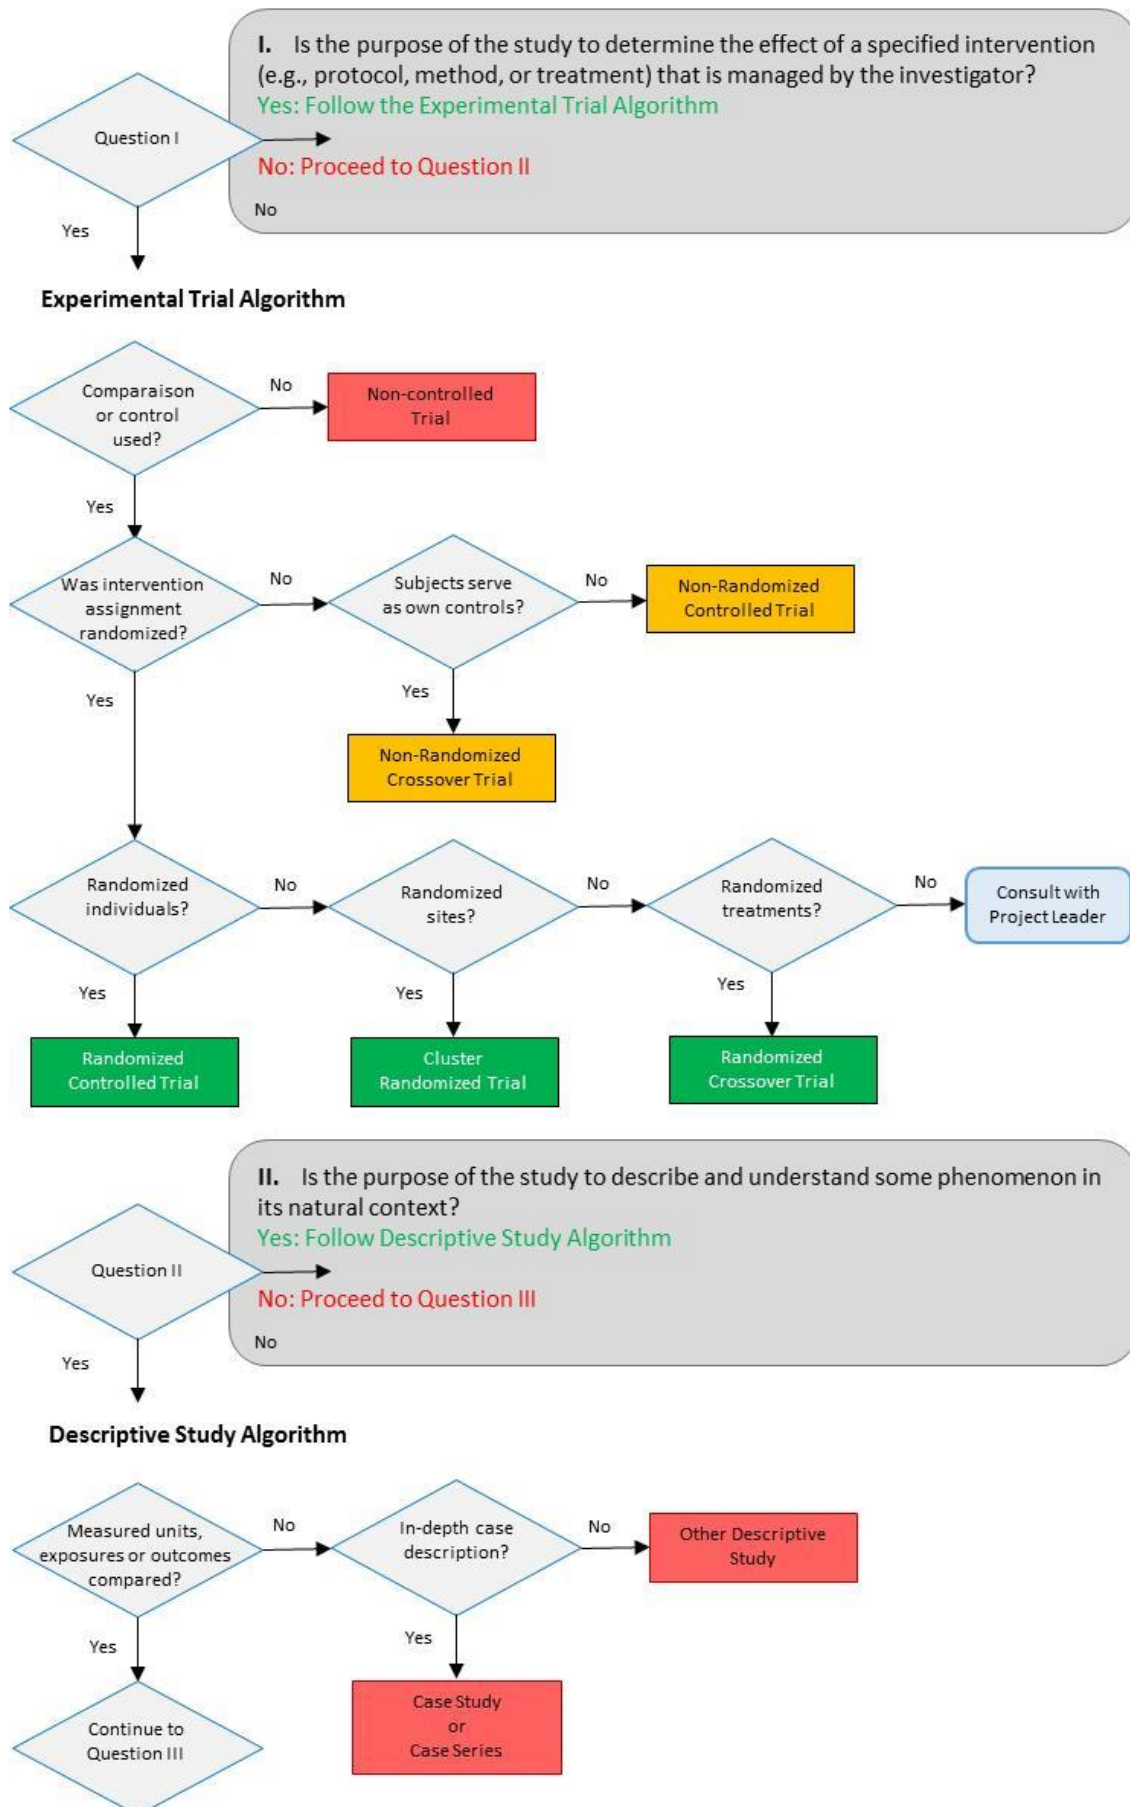 I. Is the purpose of the study to determine the effect of a specified intervention
(e.g., protocol, method, or treatment) that is managed by the investigator?
Yes: Follow the Experimental Trial Algorithm
Question I
No: Proceed to Question II
No
Yes
Experimental Trial Algorithm
Comparaison
or control
used?
No
Non-controlled
Trial
Yes
Was intervention
assignment
randomized?
No
Subjects serve
as own controls?
No
Non-Randomized
Controlled Trial
Yes
Yes
Non-Randomized
Crossover Trial
Randomized
individuals?
No
Randomized
sites?
No
Randomized
treatments?
No
Consult with
Project Leader
Yes
Yes
Yes
Randomized
Controlled Trial
Cluster
Randomized Trial
Randomized
Crossover Trial
II. Is the purpose of the study to describe and understand some phenomenon in
its natural context?
Yes: Follow Descriptive Study Algorithm
Question II
No: Proceed to Question III
No
Yes
Descriptive Study Algorithm
Measured units,
exposures or outcomes
compared?
No
In-depth case
description?
No
Other Descriptive
Study
Yes
Yes
Continue to
Question III
Case Study
or
Case Series